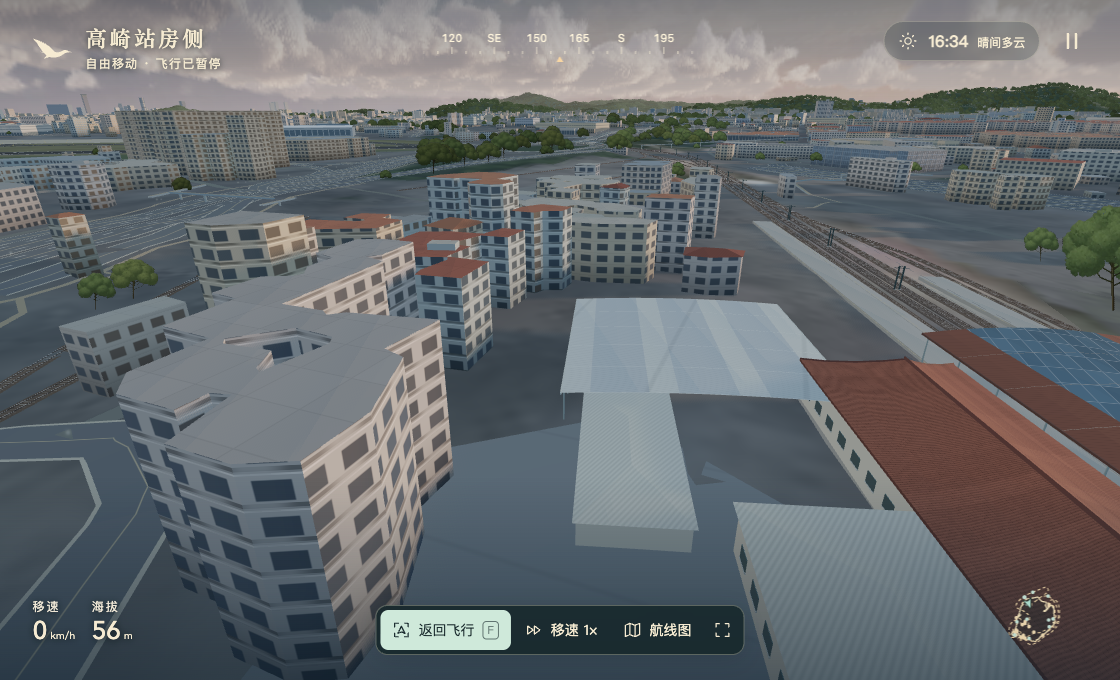 高崎站房侧
自由移动 · 飞行已暂停
120 SE 150 165 S 195
16:34 晴间多云
移速 海拔
0 km/h 56 m
返回飞行 F
移速 1×
航线图